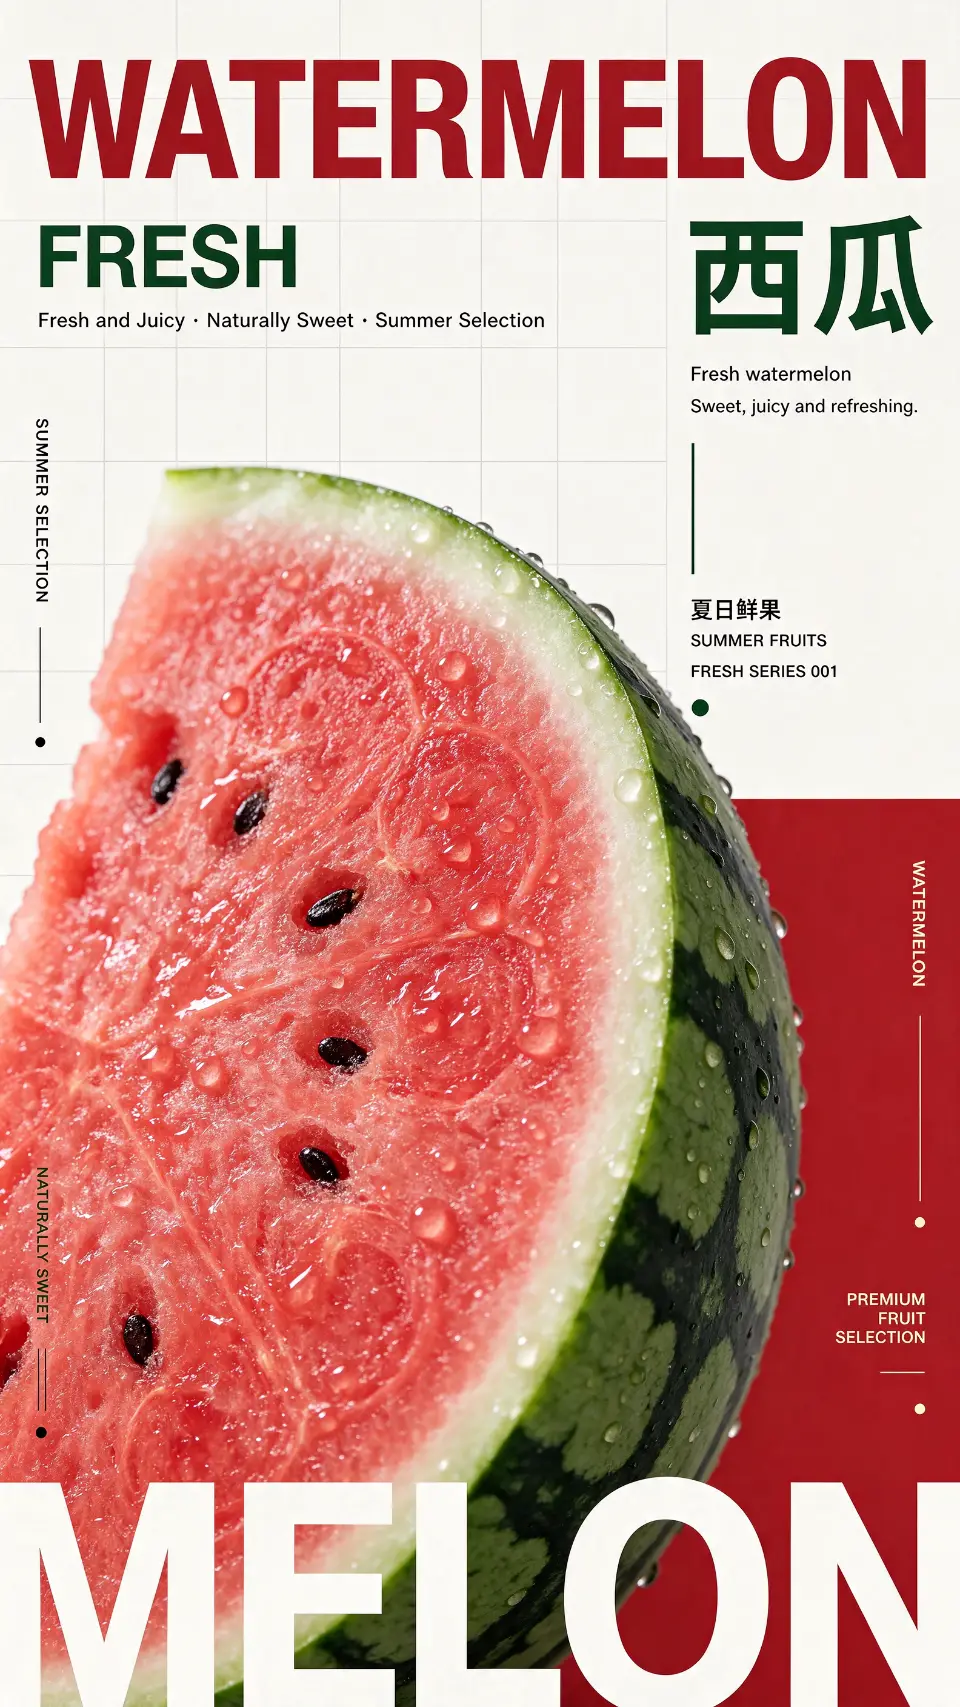 WATERMELON
FRESH
Fresh and Juicy · Naturally Sweet · Summer Selection
西瓜
Fresh watermelon
Sweet, juicy and refreshing.
SUMMER SELECTION
夏日鲜果
SUMMER FRUITS
FRESH SERIES 001
WATERMELON
NATURALLY SWEET
PREMIUM
FRUIT
SELECTION
MELON